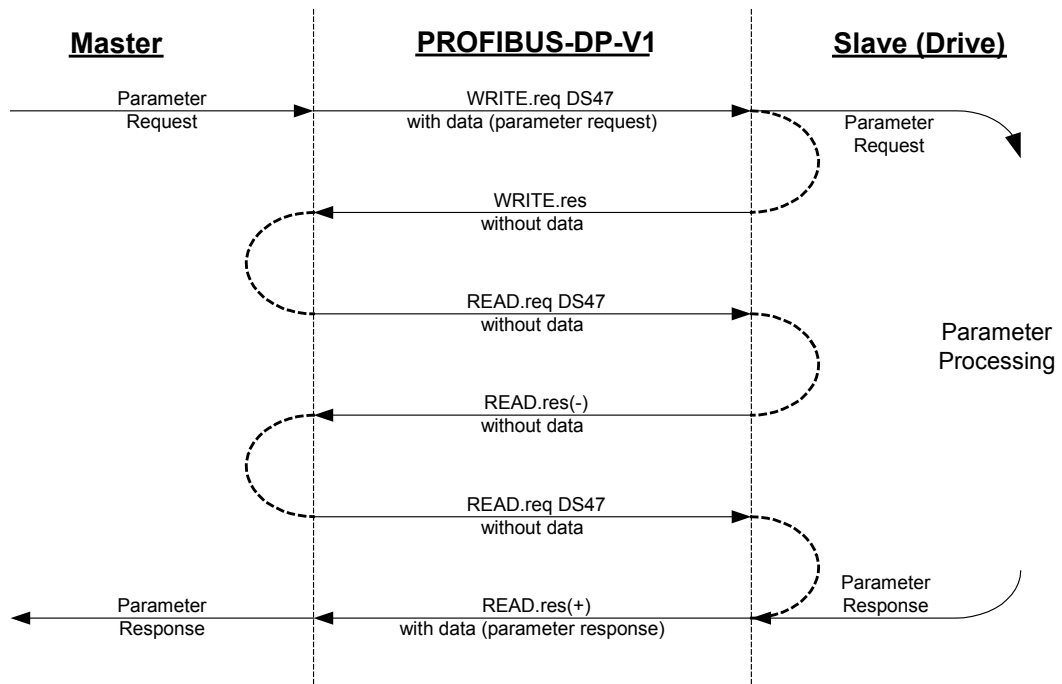 Master
PROFIBUS-DP-V1
Slave (Drive)
Parameter
Request
WRITE.req DS47
with data (parameter request)
Parameter
Request
WRITE.res
without data
READ.req DS47
without data
Parameter
Processing
READ.res(-)
without data
READ.req DS47
without data
Parameter
Response
READ.res(+)
with data (parameter response)
Parameter
Response